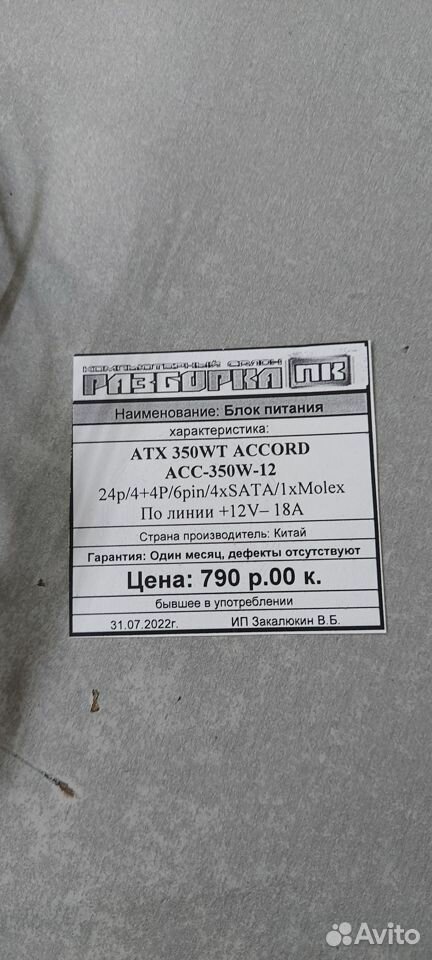 КОМПЬЮТЕРНЫЙ САЛОН
РАЗБОРКА ПК
Наименование: Блок питания
характеристика:
ATX 350WT ACCORD
ACC-350W-12
24p/4+4P/6pin/4xSATA/1xMolex
По линии +12V– 18A
Страна производитель: Китай
Гарантия: Один месяц, дефекты отсутствуют
Цена: 790 р.00 к.
бывшее в употреблении
31.07.2022г. ИП Закалюкин В.Б.
Avito